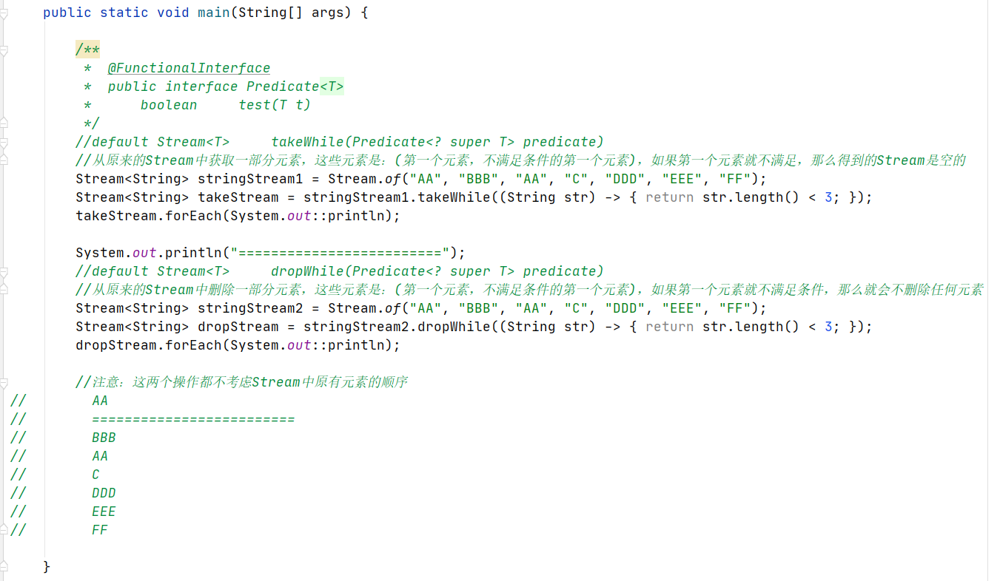 public static void main(String[] args) {
/**
* @FunctionalInterface
* public interface Predicate<T>
* boolean test(T t)
*/
//default Stream<T> takeWhile(Predicate<? super T> predicate)
//从原来的Stream中获取一部分元素，这些元素是：(第一个元素，不满足条件的第一个元素)，如果第一个元素就不满足，那么得到的Stream是空的
Stream<String> stringStream1 = Stream.of("AA", "BBB", "AA", "C", "DDD", "EEE", "FF");
Stream<String> takeStream = stringStream1.takeWhile((String str) -> { return str.length() < 3; });
takeStream.forEach(System.out::println);
System.out.println("=========================");
//default Stream<T> dropWhile(Predicate<? super T> predicate)
//从原来的Stream中删除一部分元素，这些元素是：(第一个元素，不满足条件的第一个元素)，如果第一个元素就不满足条件，那么就会不删除任何元素
Stream<String> stringStream2 = Stream.of("AA", "BBB", "AA", "C", "DDD", "EEE", "FF");
Stream<String> dropStream = stringStream2.dropWhile((String str) -> { return str.length() < 3; });
dropStream.forEach(System.out::println);
//注意：这两个操作都不考虑Stream中原有元素的顺序
// AA
// =========================
// BBB
// AA
// C
// DDD
// EEE
// FF
}